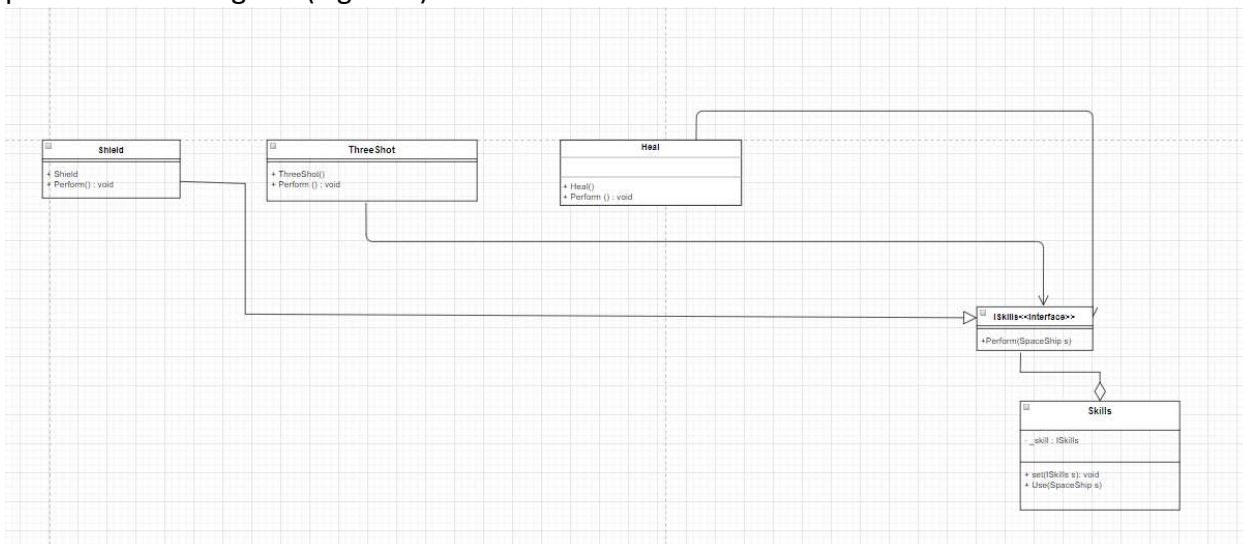 Shield
+ Shield
+ Perform() : void
ThreeShot
+ ThreeShot()
+ Perform () : void
Heal
+ Heal()
+ Perform () : void
ISkills<<Interface>>
+Perform(SpaceShip s)
Skills
- _skill : ISkills
+ set(ISkills s): void
+ Use(SpaceShip s)